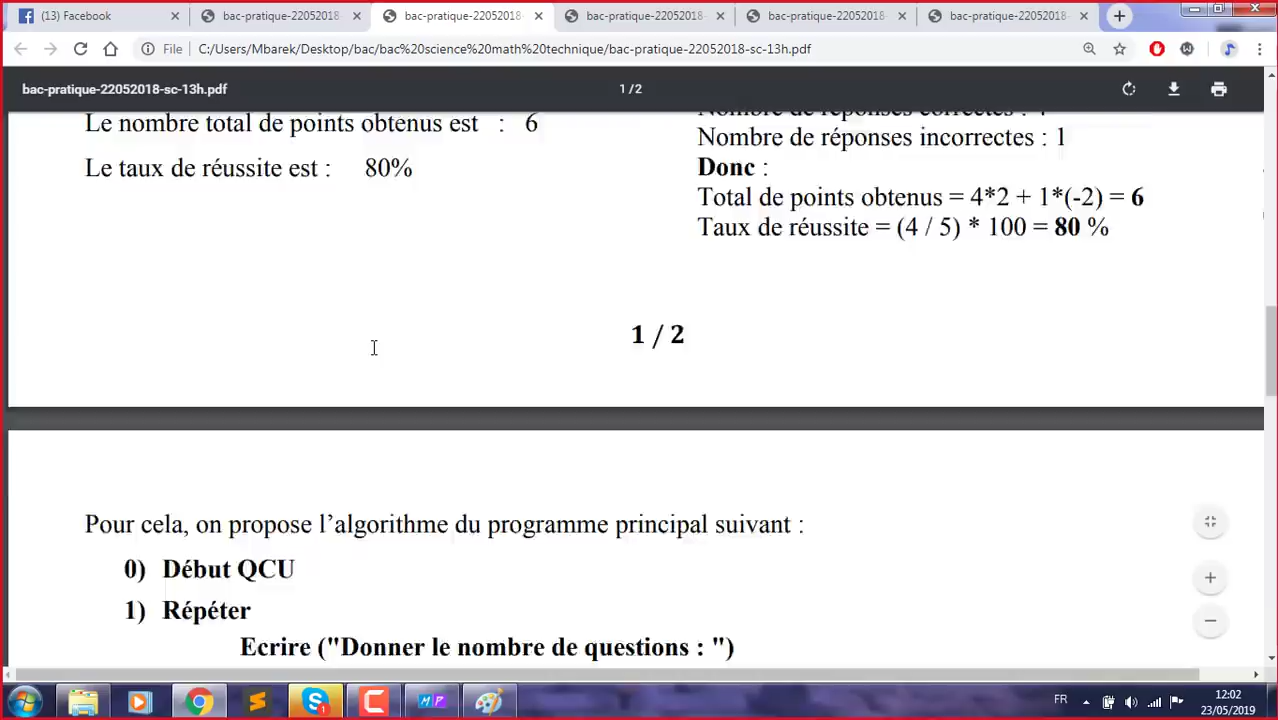 (13) Facebook
bac-pratique-22052018-
bac-pratique-22052018-
bac-pratique-22052018-
bac-pratique-22052018-
bac-pratique-22052018-
File
C:/Users/Mbarek/Desktop/bac/bac%20science%20math%20technique/bac-pratique-22052018-sc-13h.pdf
bac-pratique-22052018-sc-13h.pdf
1 / 2
Le nombre total de points obtenus est : 6
Le taux de réussite est : 80%
Nombre de réponses correctes :
Nombre de réponses incorrectes : 1
Donc :
Total de points obtenus = 4*2 + 1*(-2) = 6
Taux de réussite = (4 / 5) * 100 = 80 %
1 / 2
Pour cela, on propose l'algorithme du programme principal suivant :
0) Début QCU
1) Répéter
Ecrire ("Donner le nombre de questions : ")
FR
12:02
23/05/2019